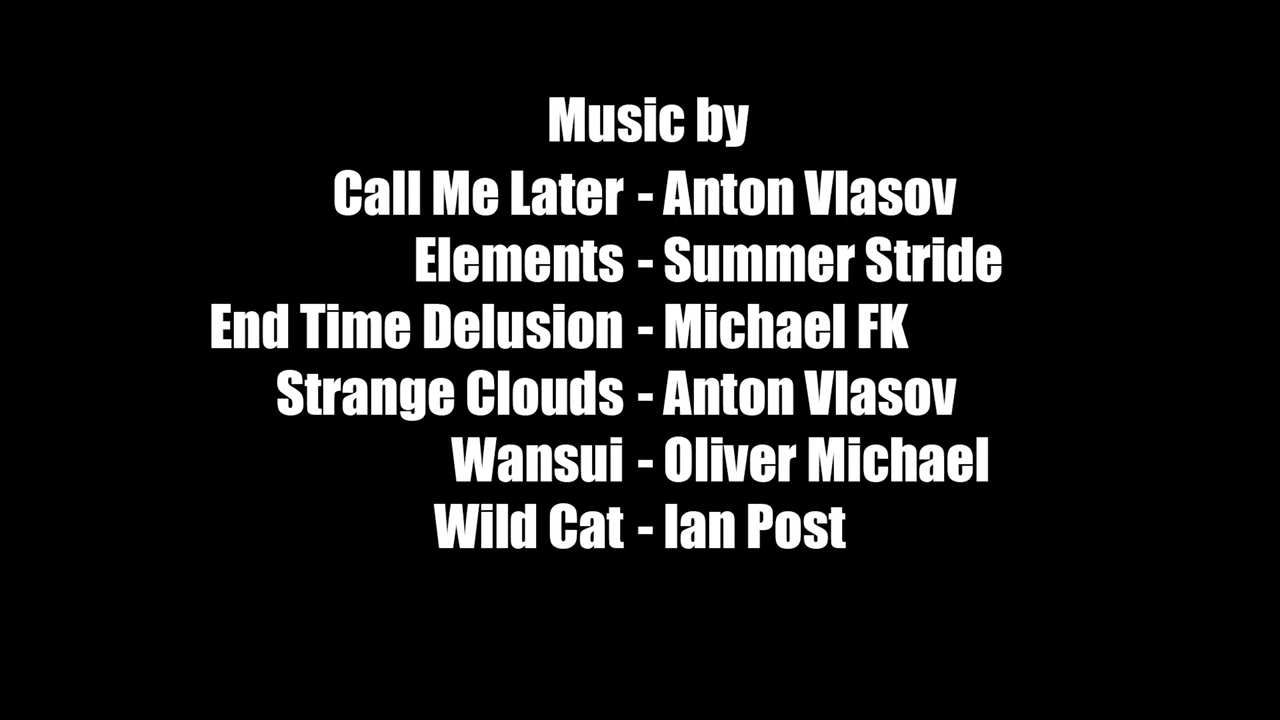 Music by
Call Me Later - Anton Vlasov
Elements - Summer Stride
End Time Delusion - Michael FK
Strange Clouds - Anton Vlasov
Wansui - Oliver Michael
Wild Cat - Ian Post